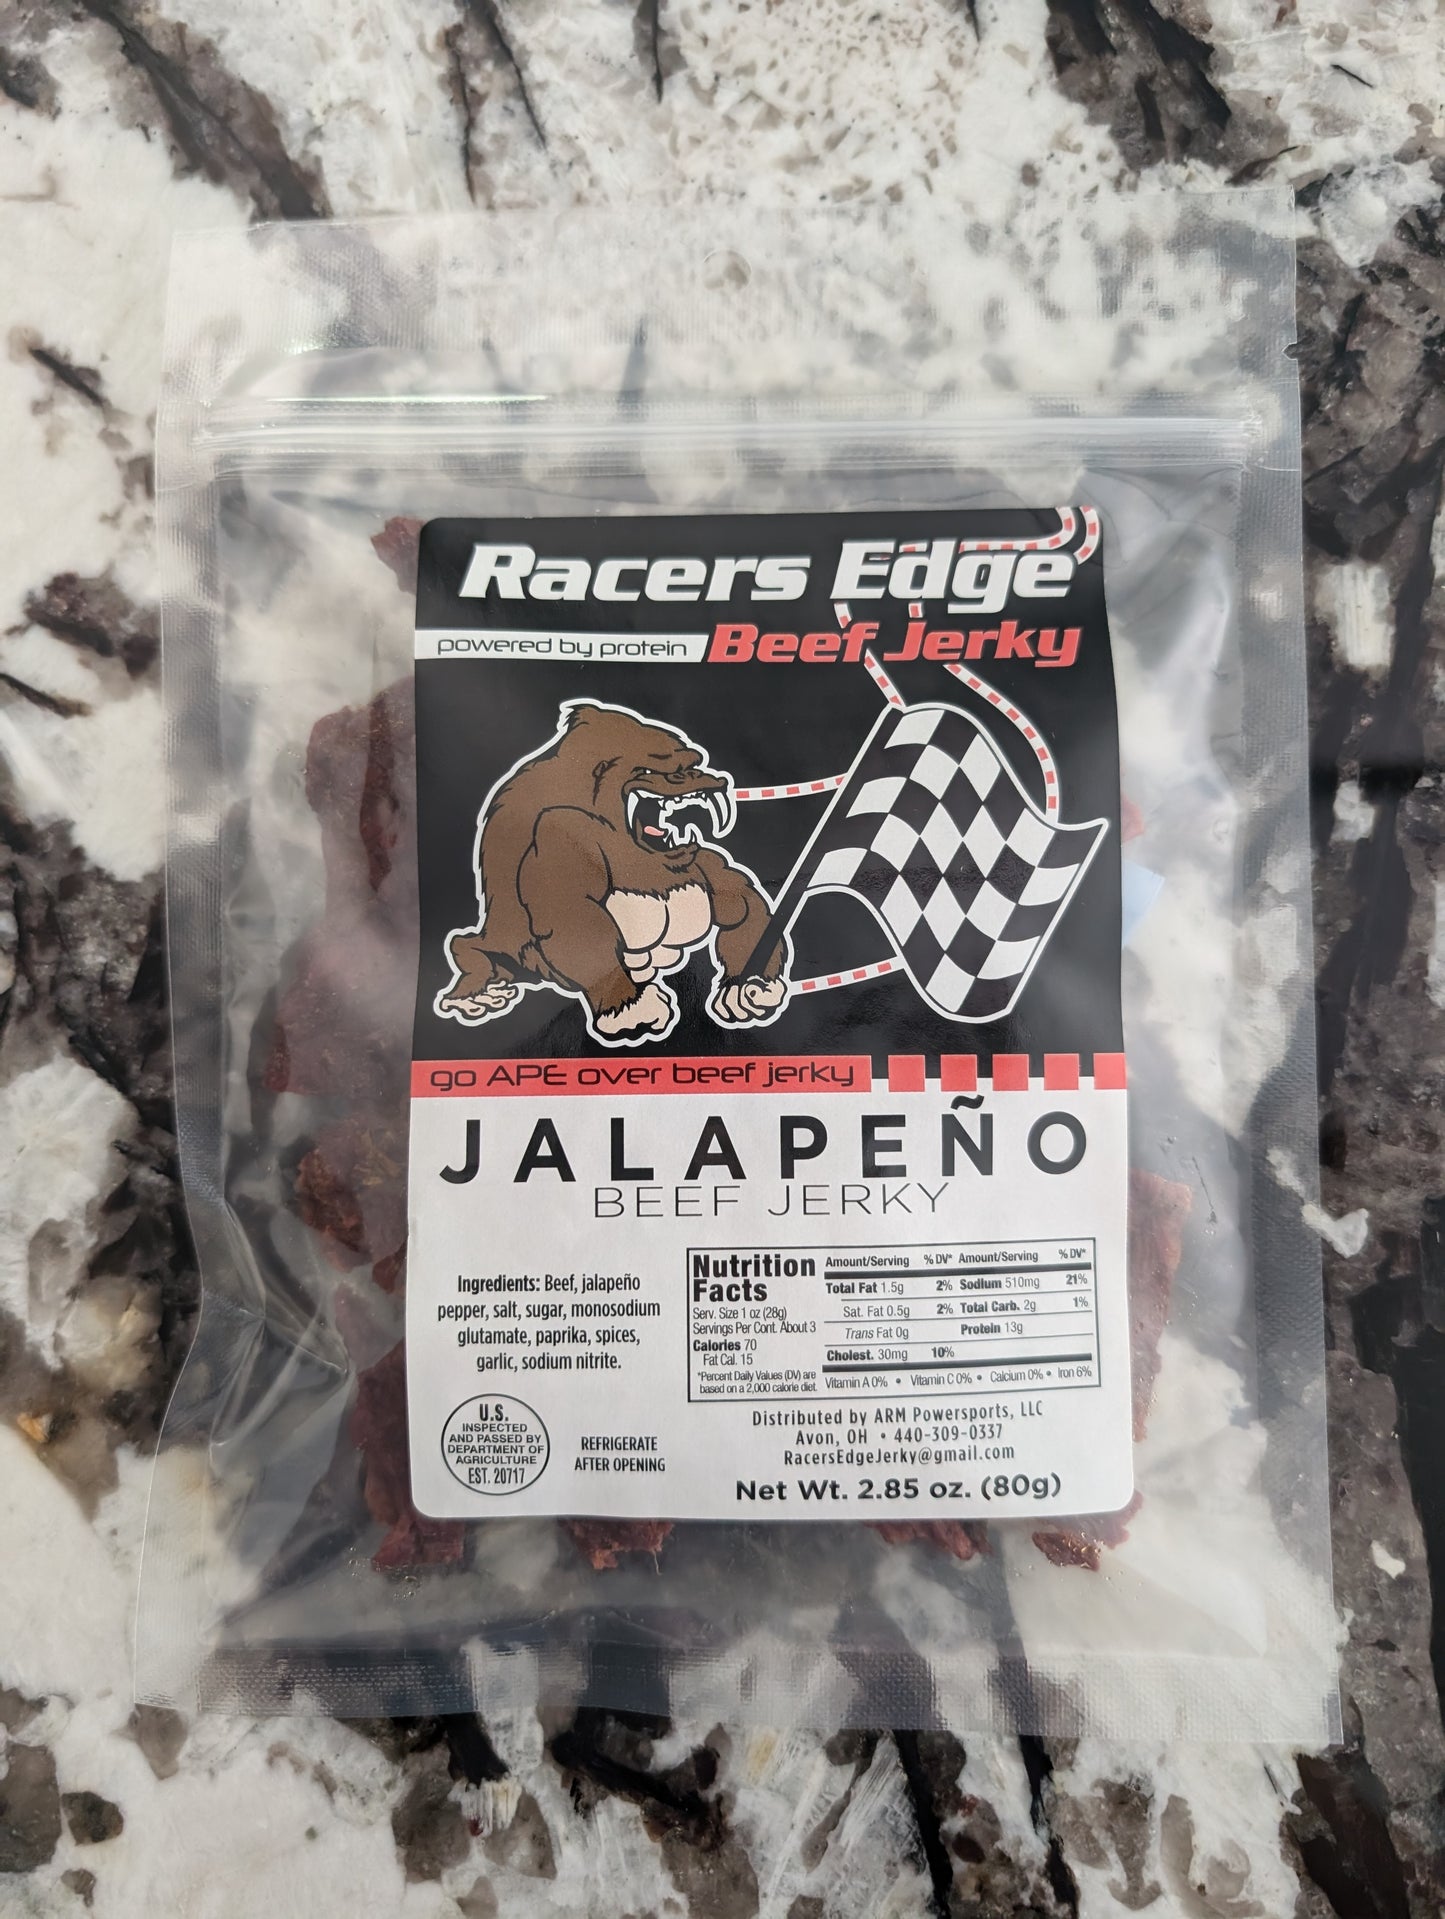 Racers Edge
powered by protein Beef Jerky
go APE over beef jerky
JALAPEÑO
BEEF JERKY
Ingredients: Beef, jalapeño
pepper, salt, sugar, monosodium
glutamate, paprika, spices,
garlic, sodium nitrite.
U.S.
INSPECTED
AND PASSED BY
DEPARTMENT OF
AGRICULTURE
EST. 20717
REFRIGERATE
AFTER OPENING
Nutrition
Facts
Serv. Size 1 oz (28g)
Servings Per Cont. About 3
Calories 70
Fat Cal. 15
*Percent Daily Values (DV) are
based on a 2,000 calorie diet.
Amount/Serving % DV* Amount/Serving % DV*
Total Fat 1.5g 2% Sodium 510mg 21%
Sat. Fat 0.5g 2% Total Carb. 2g 1%
Trans Fat 0g Protein 13g
Cholest. 30mg 10%
Vitamin A 0% • Vitamin C 0% • Calcium 0% • Iron 6%
Distributed by ARM Powersports, LLC
Avon, OH • 440-309-0337
RacersEdgeJerky@gmail.com
Net Wt. 2.85 oz. (80g)